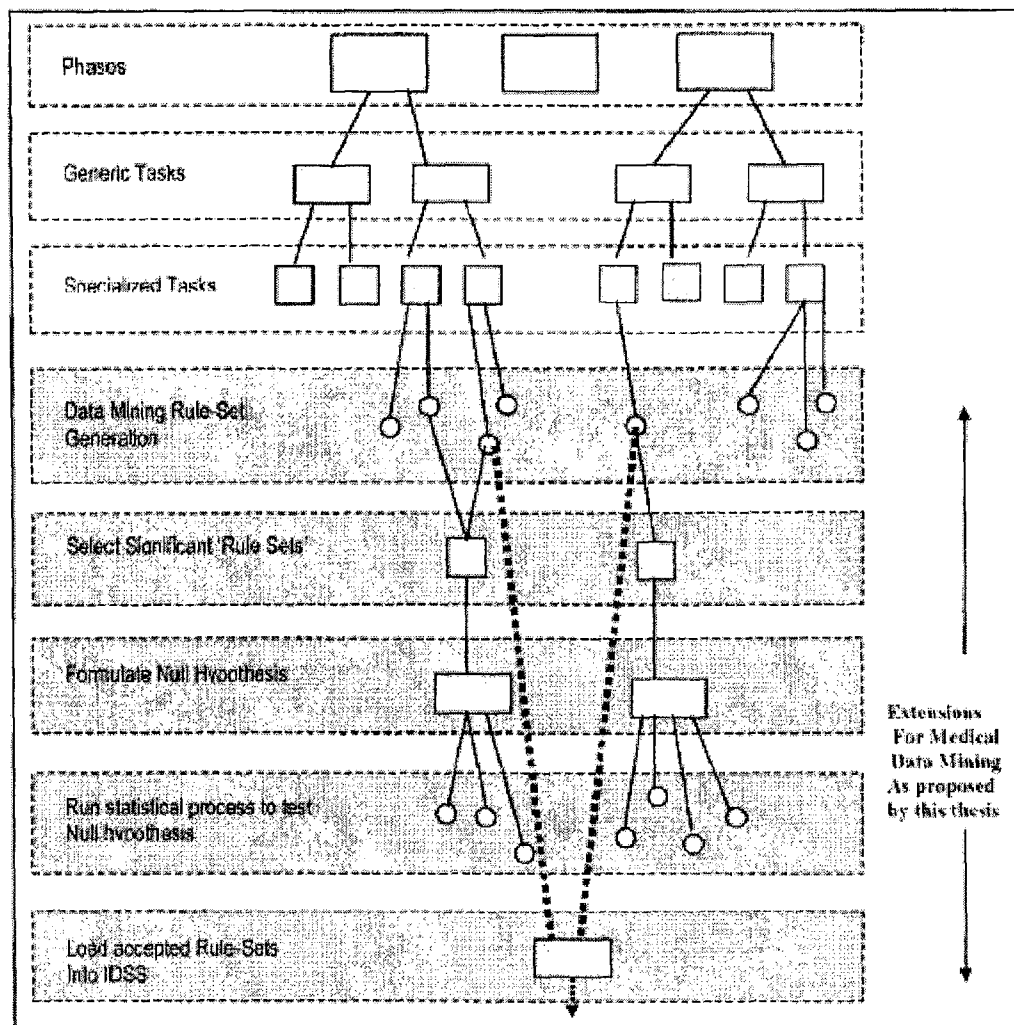 Phases
Generic Tasks
Specialized Tasks
Data Mining Rule-Set
Generation
Select Significant 'Rule Sets'
Formulate Null Hypothesis
Run statistical process to test
Null hypothesis
Load accepted Rule-Sets
Into IDSS
Extensions
For Medical
Data Mining
As proposed
by this thesis